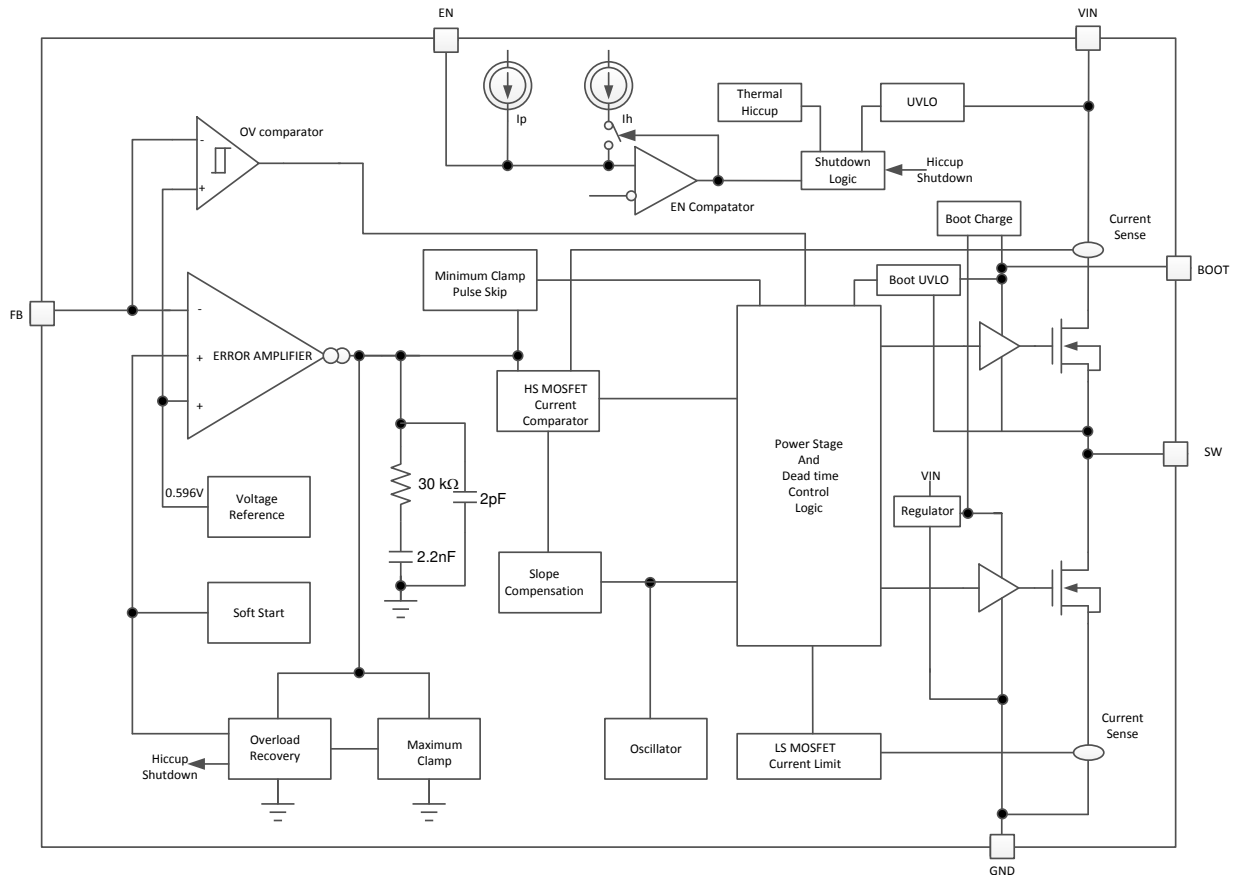 EN
VIN
Ip
Ih
Thermal
Hiccup
UVLO
OV comparator
-
+
Shutdown
Logic
Hiccup
Shutdown
EN Compatator
Boot Charge
Current
Sense
BOOT
Minimum Clamp
Pulse Skip
Boot UVLO
FB
-
ERROR AMPLIFIER
+
+
HS MOSFET
Current
Comparator
Power Stage
And
Dead time
Control
Logic
SW
0.596V
Voltage
Reference
30 kΩ
2pF
2.2nF
VIN
Regulator
Slope
Compensation
Soft Start
Overload
Recovery
Maximum
Clamp
Hiccup
Shutdown
Oscillator
LS MOSFET
Current Limit
Current
Sense
GND